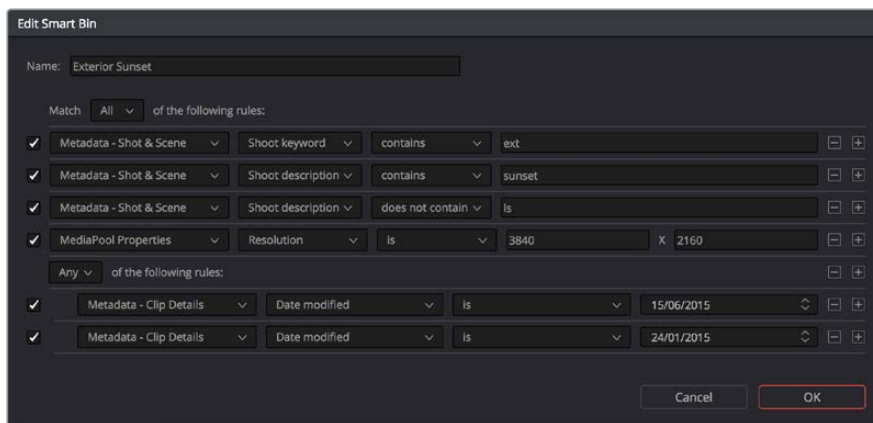 Edit Smart Bin
Name: Exterior Sunset
Match All of the following rules:
Metadata - Shot & Scene Shoot keyword contains ext
Metadata - Shot & Scene Shoot description contains sunset
Metadata - Shot & Scene Shoot description does not contain ls
MediaPool Properties Resolution is 3840 X 2160
Any of the following rules:
Metadata - Clip Details Date modified is 15/06/2015
Metadata - Clip Details Date modified is 24/01/2015
Cancel OK